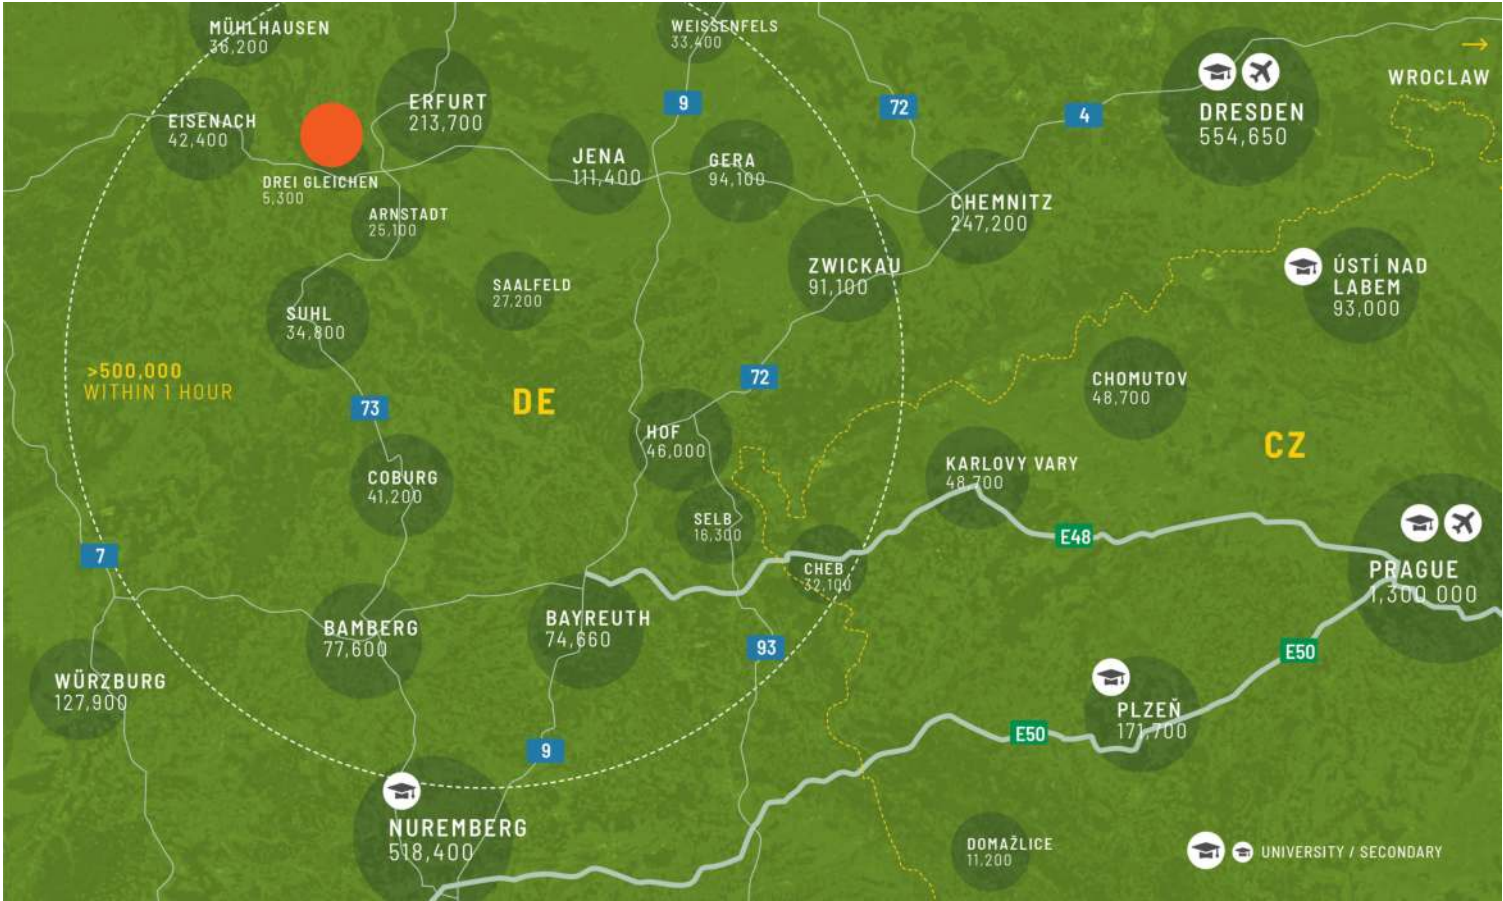 MÜHLHAUSEN
36,200
WEISSENFELS
33,400
WROCLAW
EISENACH
42,400
ERFURT
213,700
9
72
4
DRESDEN
554,650
DREI GLEICHEN
5,300
JENA
111,400
GERA
94,100
ARNSTADT
25,100
CHEMNITZ
247,200
SUHL
34,800
SAALFELD
27,200
ZWICKAU
91,100
ÚSTÍ NAD
LABEM
93,000
>500,000
WITHIN 1 HOUR
73
DE
72
CHOMUTOV
48,700
CZ
HOF
46,000
COBURG
41,200
KARLOVY VARY
48,700
SELB
16,300
E48
7
CHEB
32,100
PRAGUE
1,300 000
BAMBERG
77,600
BAYREUTH
74,660
93
E50
WÜRZBURG
127,900
PLZEŇ
171,700
9
E50
NUREMBERG
518,400
DOMAŽLICE
11,200
UNIVERSITY / SECONDARY